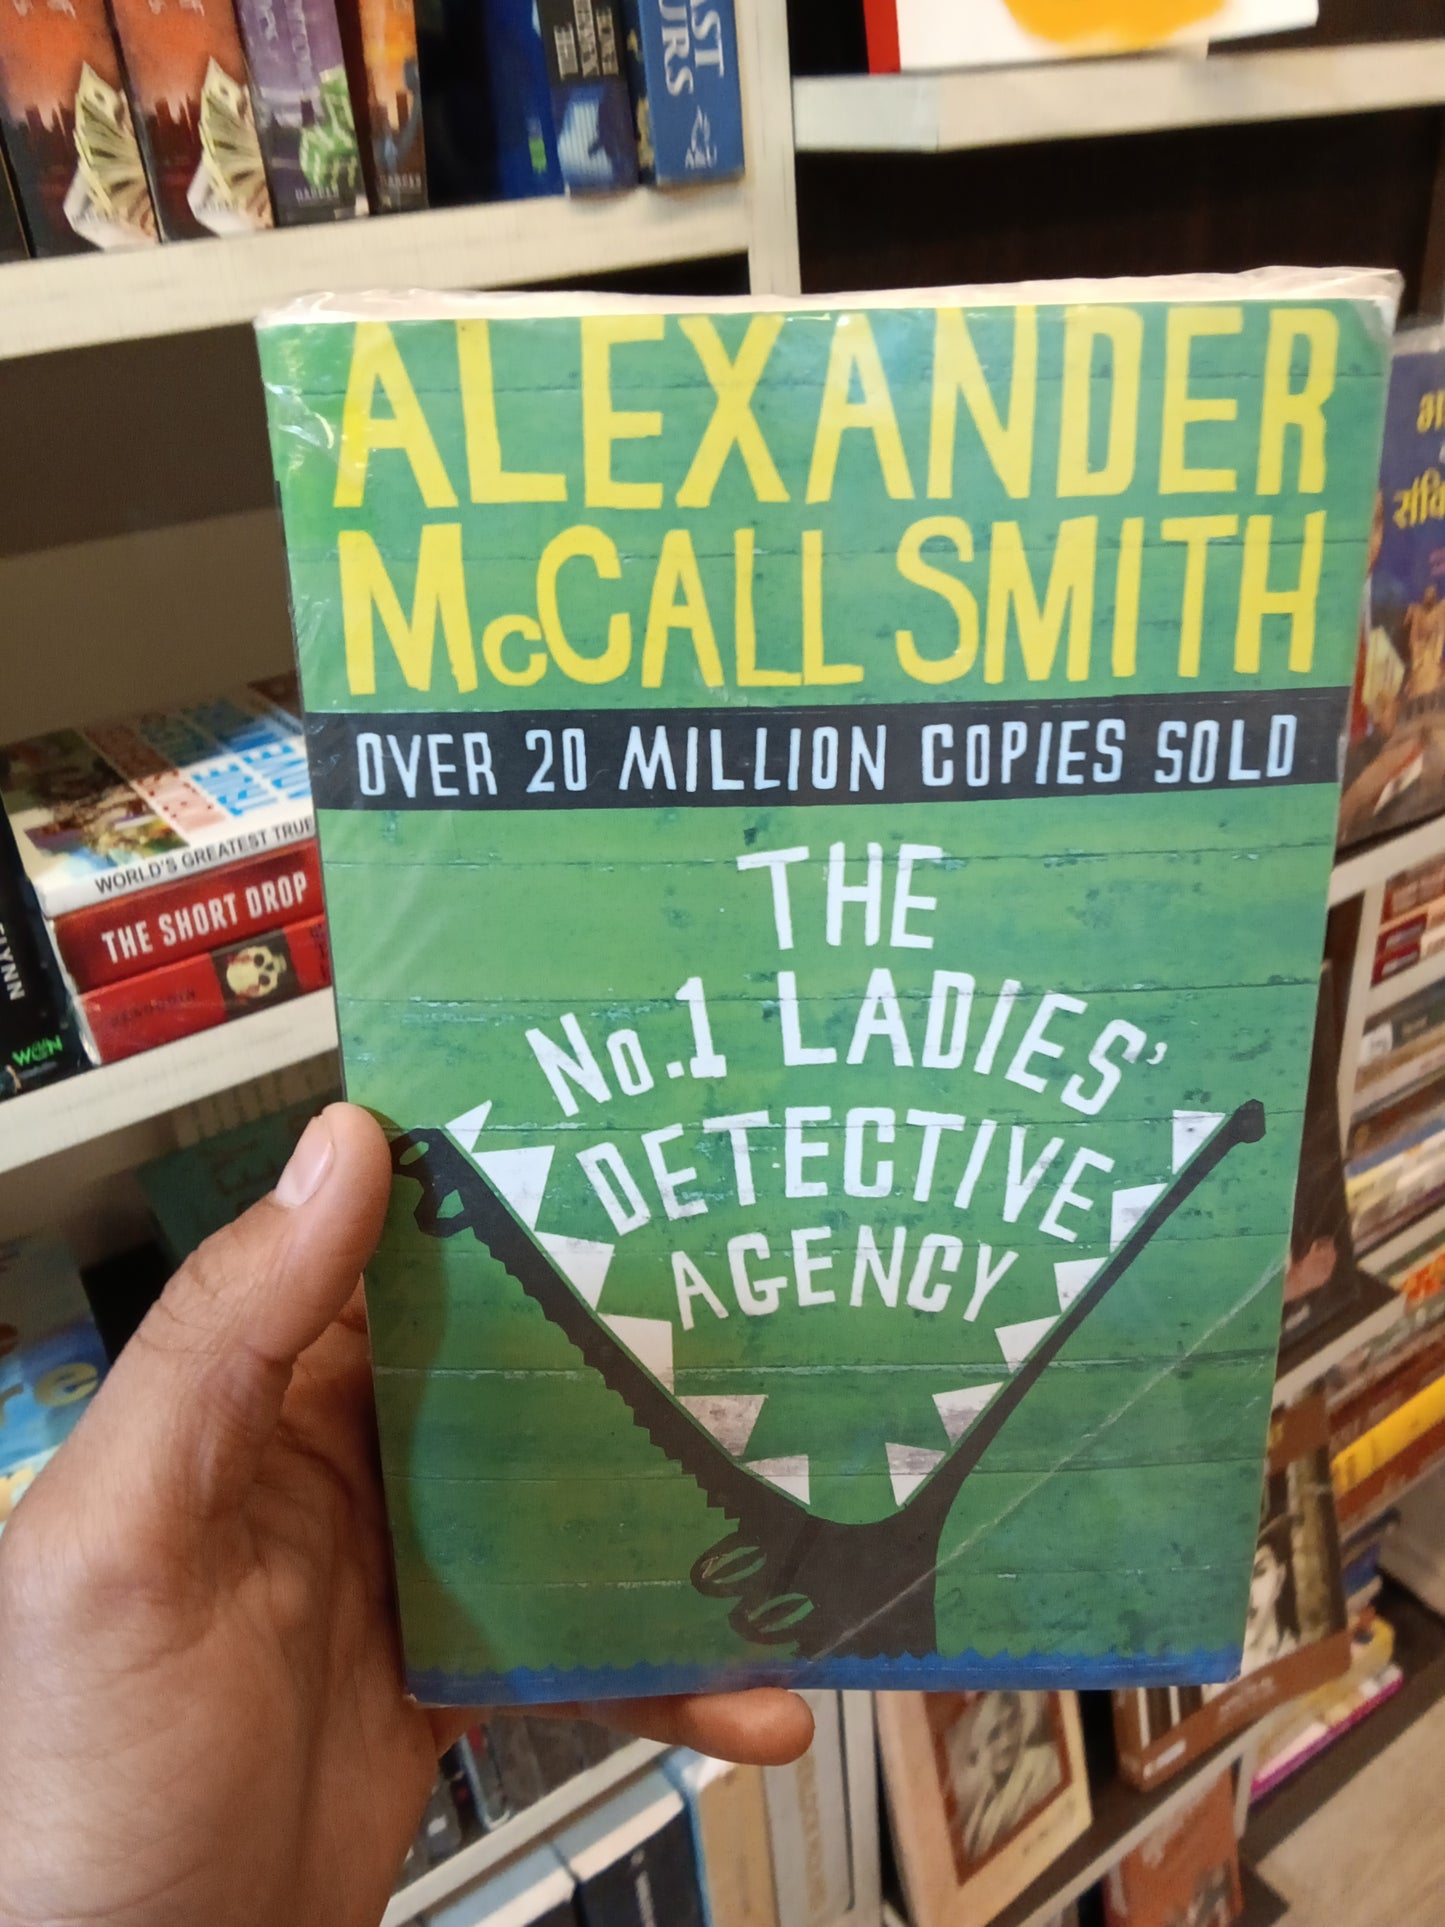 ALEXANDER
McCALL SMITH
OVER 20 MILLION COPIES SOLD
THE
No.1 LADIES'
DETECTIVE
AGENCY
WORLD'S GREATEST TRUE
THE SHORT DROP
FLYNN